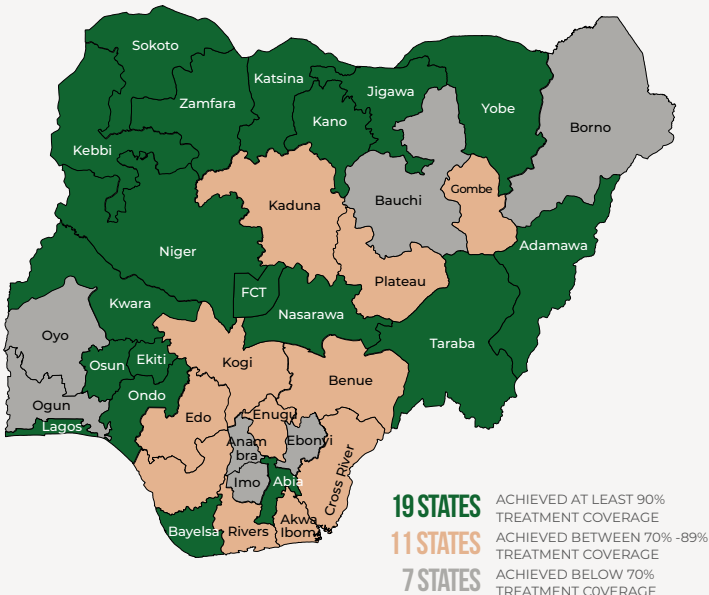 Sokoto
Katsina
Zamfara
Jigawa
Kano
Yobe
Borno
Kebbi
Kaduna
Bauchi
Gombe
Niger
Adamawa
Plateau
FCT
Kwara
Nasarawa
Oyo
Taraba
Osun
Ekiti
Kogi
Benue
Ondo
Ogun
Edo
Enugu
Lagos
Anam
bra
Ebonyi
Imo
Abia
Cross River
Bayelsa
Rivers
Akwa
Ibom
19 STATES
ACHIEVED AT LEAST 90%
TREATMENT COVERAGE
11 STATES
ACHIEVED BETWEEN 70% -89%
TREATMENT COVERAGE
7 STATES
ACHIEVED BELOW 70%
TREATMENT C0VERAGE